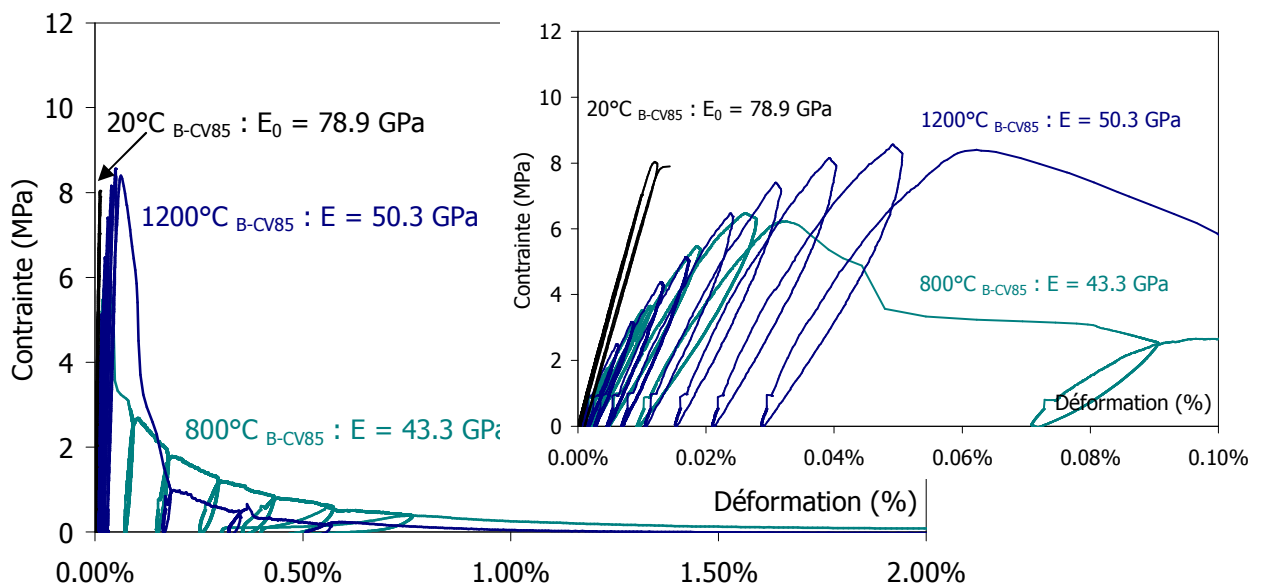 12
10
8
6
4
2
0
Contrainte (MPa)
20°C B-CV85 : E0 = 78.9 GPa
1200°C B-CV85 : E = 50.3 GPa
800°C B-CV85 : E = 43.3 GPa
Déformation (%)
0.00%
0.50%
1.00%
1.50%
2.00%
12
10
8
6
4
2
0
Contrainte (MPa)
20°C B-CV85 : E0 = 78.9 GPa
1200°C B-CV85 : E = 50.3 GPa
800°C B-CV85 : E = 43.3 GPa
Déformation (%)
0.00%
0.02%
0.04%
0.06%
0.08%
0.10%